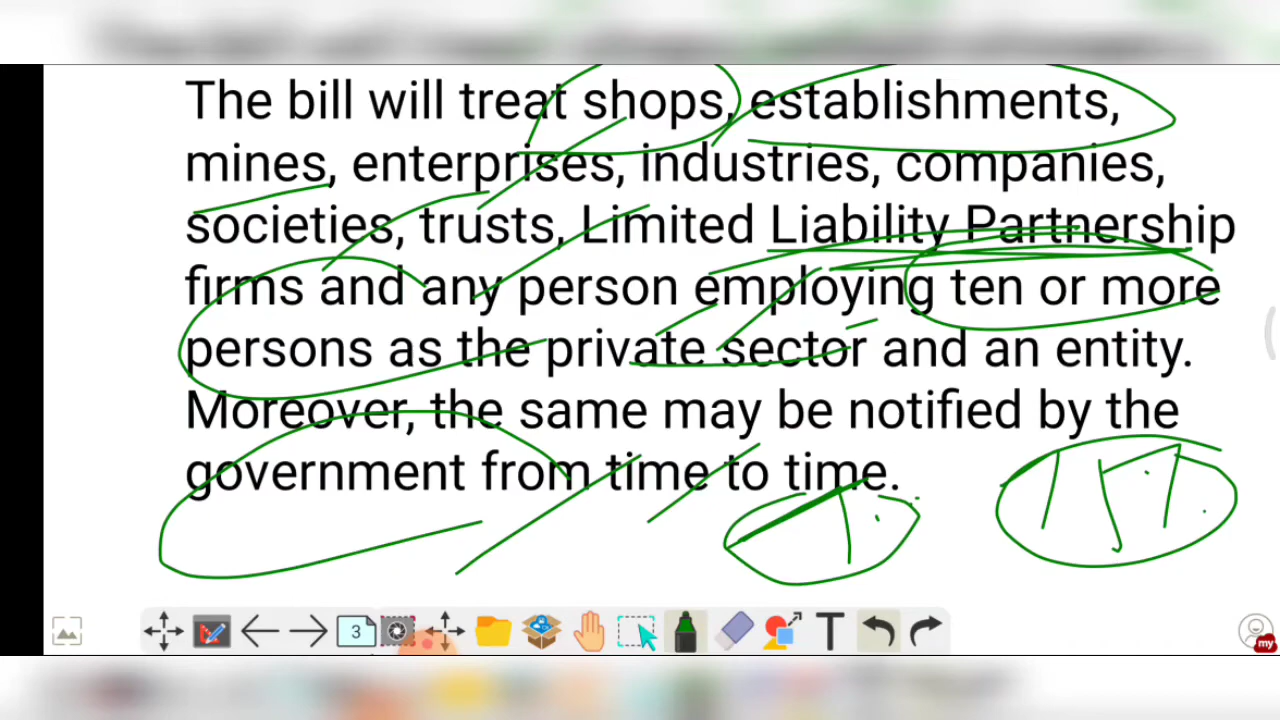 The bill will treat shops, establishments,
mines, enterprises, industries, companies,
societies, trusts, Limited Liability Partnership
firms and any person employing ten or more
persons as the private sector and an entity.
Moreover, the same may be notified by the
government from time to time.
3
T
my